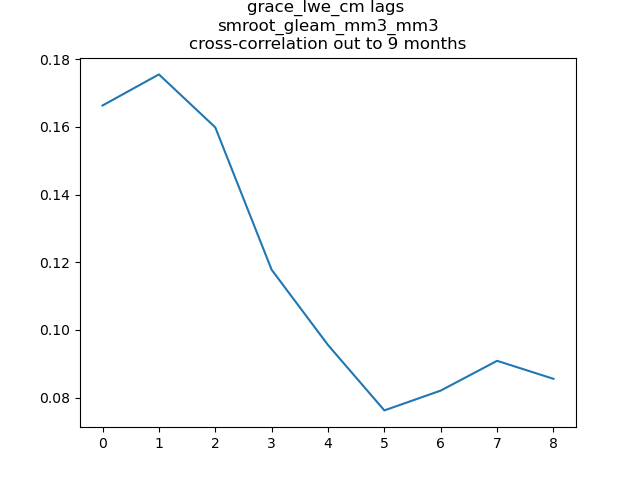 grace_lwe_cm lags
smroot_gleam_mm3_mm3
cross-correlation out to 9 months
0.18
0.16
0.14
0.12
0.10
0.08
0 1 2 3 4 5 6 7 8